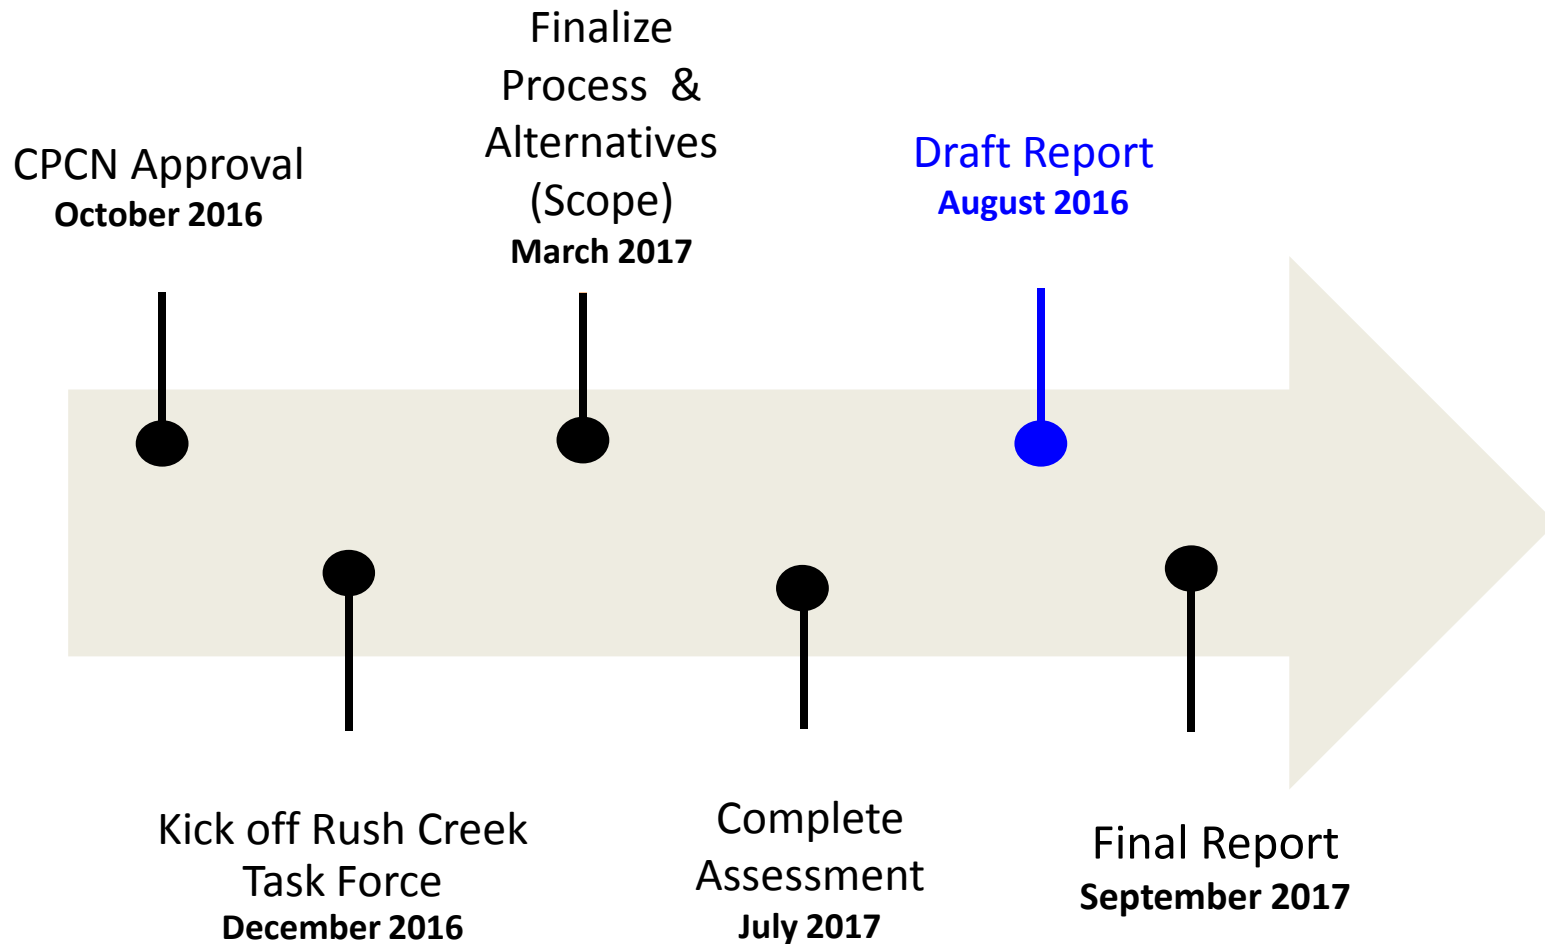 CPCN Approval
October 2016
Finalize
Process &
Alternatives
(Scope)
March 2017
Draft Report
August 2016
Kick off Rush Creek
Task Force
December 2016
Complete
Assessment
July 2017
Final Report
September 2017